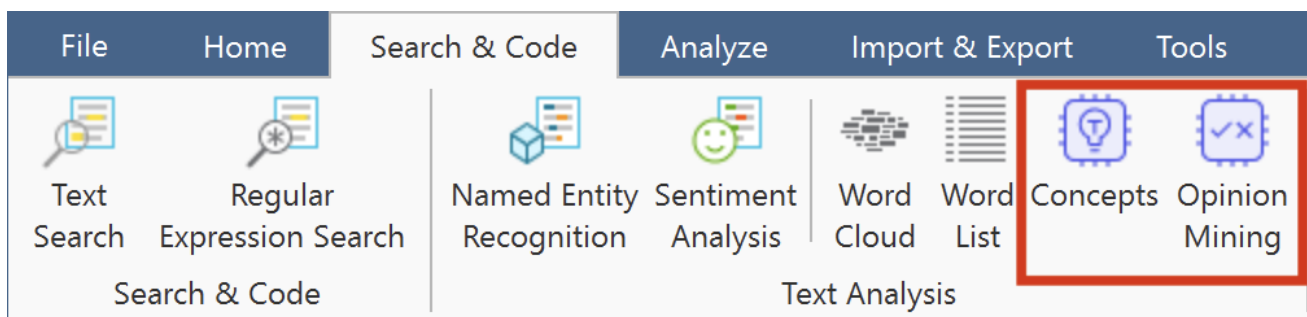 File Home Search & Code Analyze Import & Export Tools
Text Regular Named Entity Sentiment Word Word Concepts Opinion
Search Expression Search Recognition Analysis Cloud List Mining
Search & Code Text Analysis